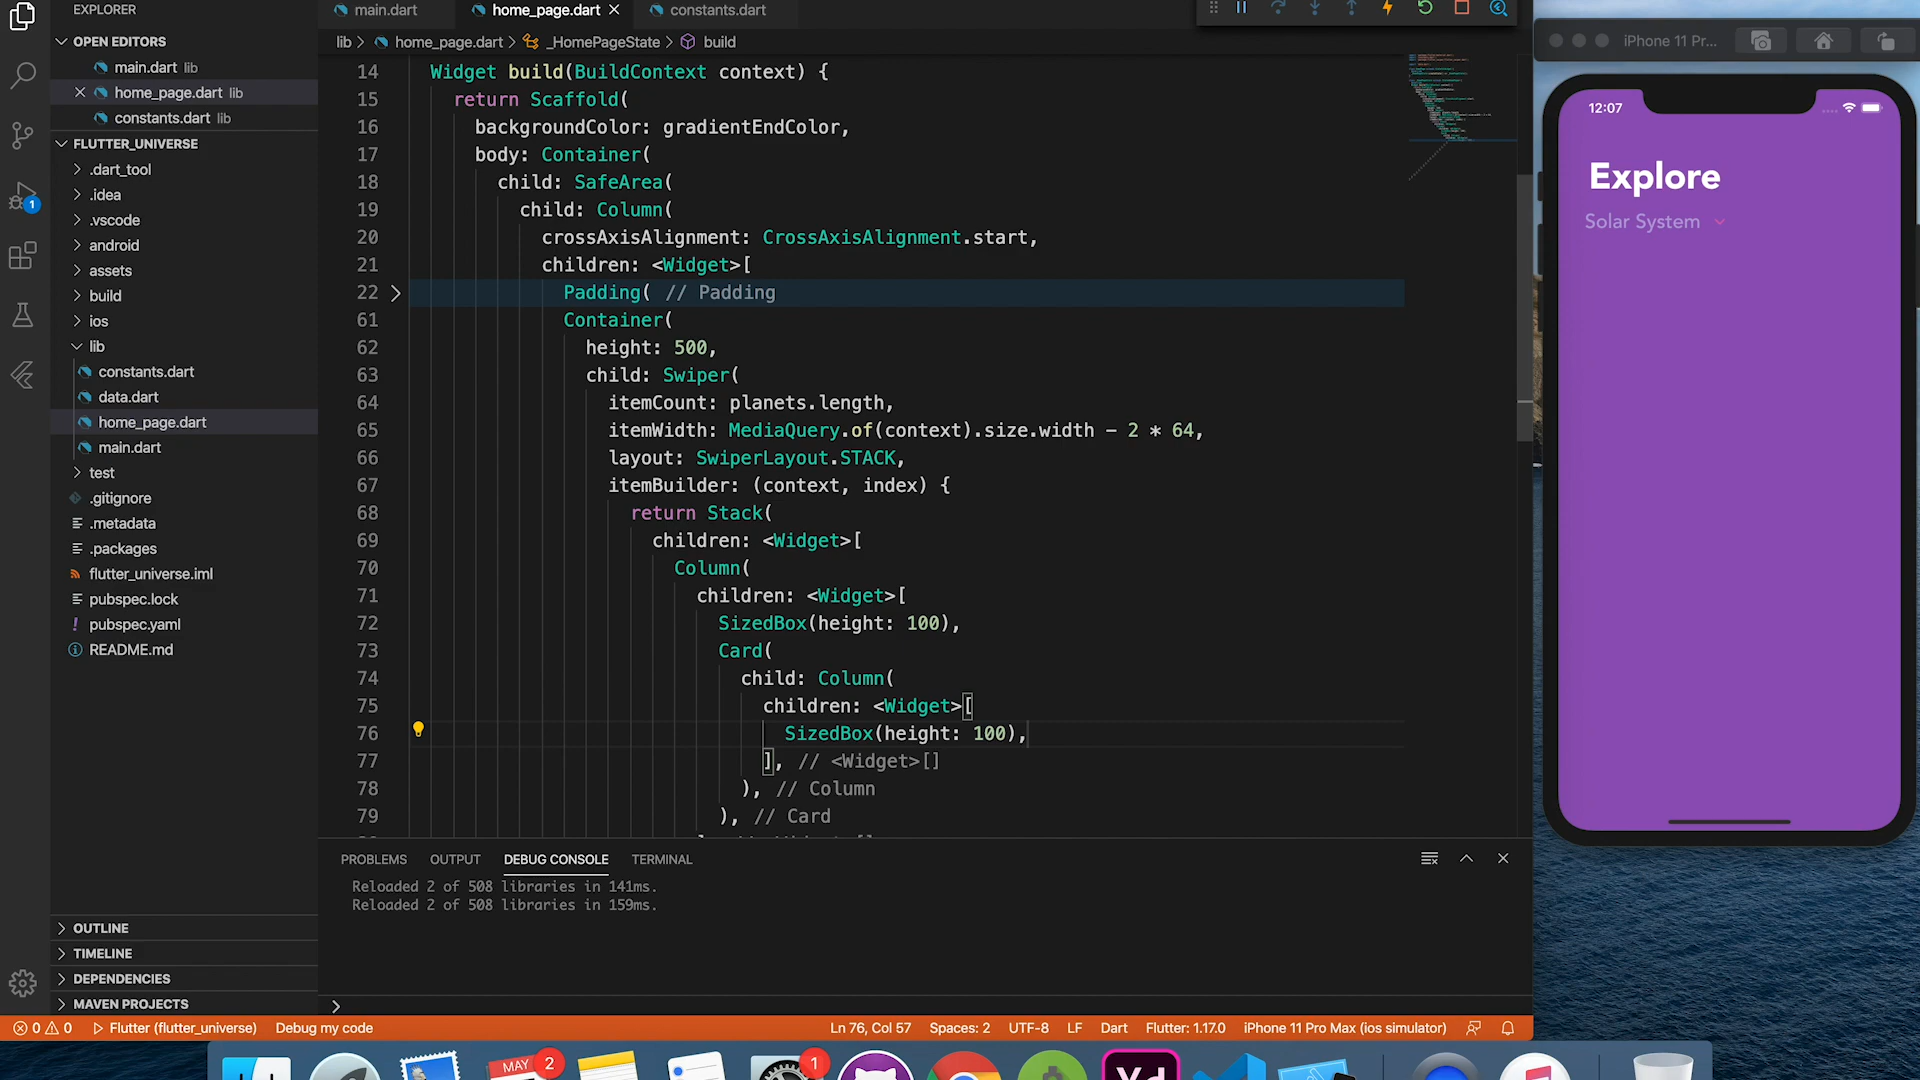 EXPLORER
OPEN EDITORS
main.dart lib
home_page.dart lib
constants.dart lib
FLUTTER_UNIVERSE
.dart_tool
.idea
.vscode
android
assets
build
ios
lib
constants.dart
data.dart
home_page.dart
main.dart
test
.gitignore
.metadata
.packages
flutter_universe.iml
pubspec.lock
pubspec.yaml
README.md
OUTLINE
TIMELINE
DEPENDENCIES
MAVEN PROJECTS
1
main.dart
home_page.dart
constants.dart
lib > home_page.dart > _HomePageState > build
14 Widget build(BuildContext context) {
15 return Scaffold(
16 backgroundColor: gradientEndColor,
17 body: Container(
18 child: SafeArea(
19 child: Column(
20 crossAxisAlignment: CrossAxisAlignment.start,
21 children: <Widget>[
22 Padding( // Padding
61 Container(
62 height: 500,
63 child: Swiper(
64 itemCount: planets.length,
65 itemWidth: MediaQuery.of(context).size.width - 2 * 64,
66 layout: SwiperLayout.STACK,
67 itemBuilder: (context, index) {
68 return Stack(
69 children: <Widget>[
70 Column(
71 children: <Widget>[
72 SizedBox(height: 100),
73 Card(
74 child: Column(
75 children: <Widget>[
76 SizedBox(height: 100),
77 ], // <Widget>[]
78 ), // Column
79 ), // Card
PROBLEMS OUTPUT DEBUG CONSOLE TERMINAL
Reloaded 2 of 508 libraries in 141ms.
Reloaded 2 of 508 libraries in 159ms.
0 0 Flutter (flutter_universe) Debug my code
Ln 76, Col 57 Spaces: 2 UTF-8 LF Dart Flutter: 1.17.0 iPhone 11 Pro Max (ios simulator)
iPhone 11 Pr...
12:07
Explore
Solar System
MAY
2
1
Xd